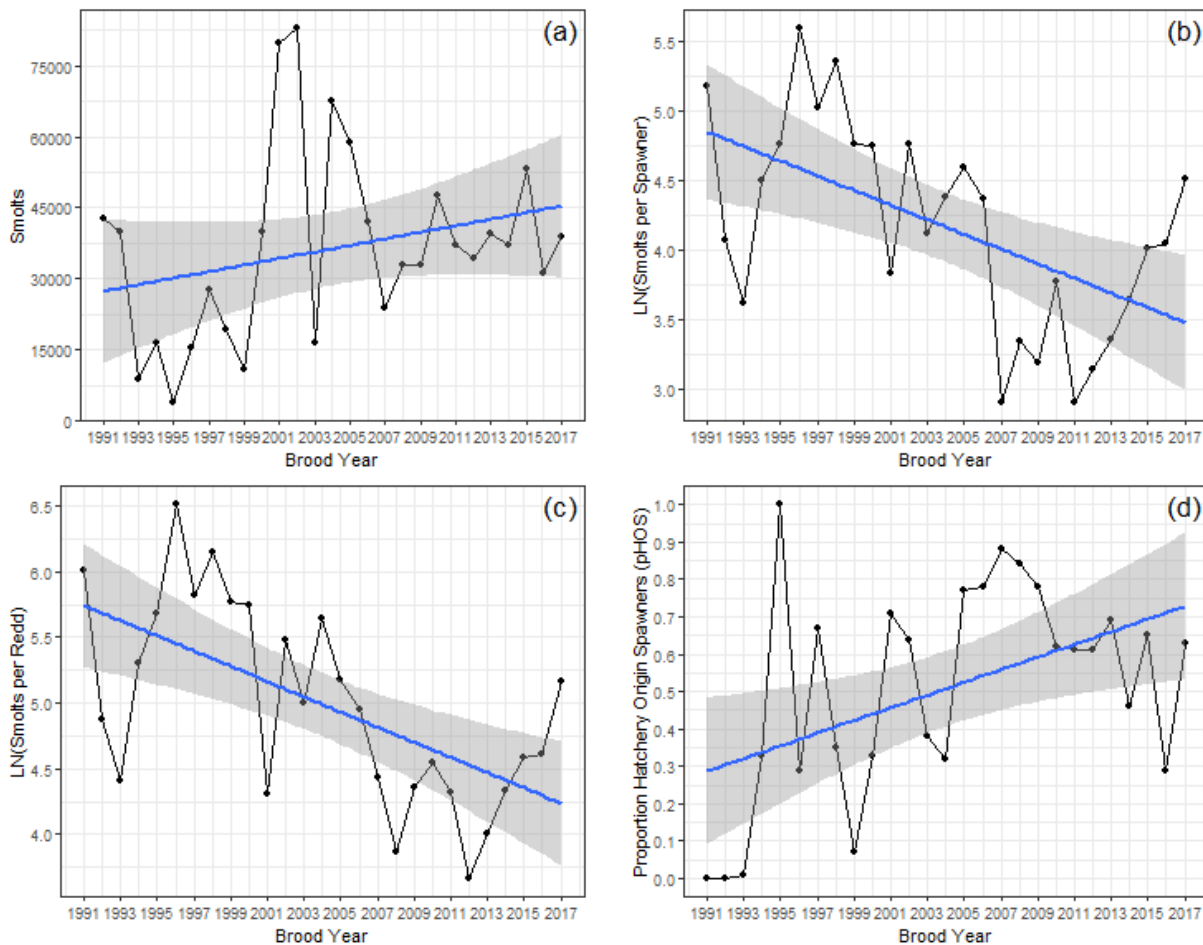 (a)
Smolts
75000
60000
45000
30000
15000
0
1991 1993 1995 1997 1999 2001 2003 2005 2007 2009 2011 2013 2015 2017
Brood Year
(b)
LN(Smolts per Spawner)
5.5
5.0
4.5
4.0
3.5
3.0
1991 1993 1995 1997 1999 2001 2003 2005 2007 2009 2011 2013 2015 2017
Brood Year
(c)
LN(Smolts per Redd)
6.5
6.0
5.5
5.0
4.5
4.0
1991 1993 1995 1997 1999 2001 2003 2005 2007 2009 2011 2013 2015 2017
Brood Year
(d)
Proportion Hatchery Origin Spawners (pHOS)
1.0
0.9
0.8
0.7
0.6
0.5
0.4
0.3
0.2
0.1
0.0
1991 1993 1995 1997 1999 2001 2003 2005 2007 2009 2011 2013 2015 2017
Brood Year